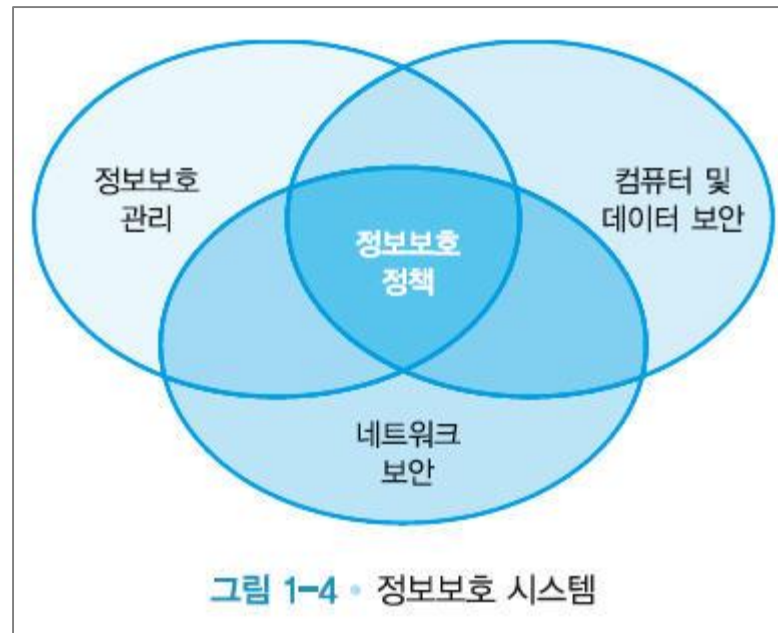 정보보호
관리
컴퓨터 및
데이터 보안
정보보호
정책
네트워크
보안
그림 1-4 • 정보보호 시스템